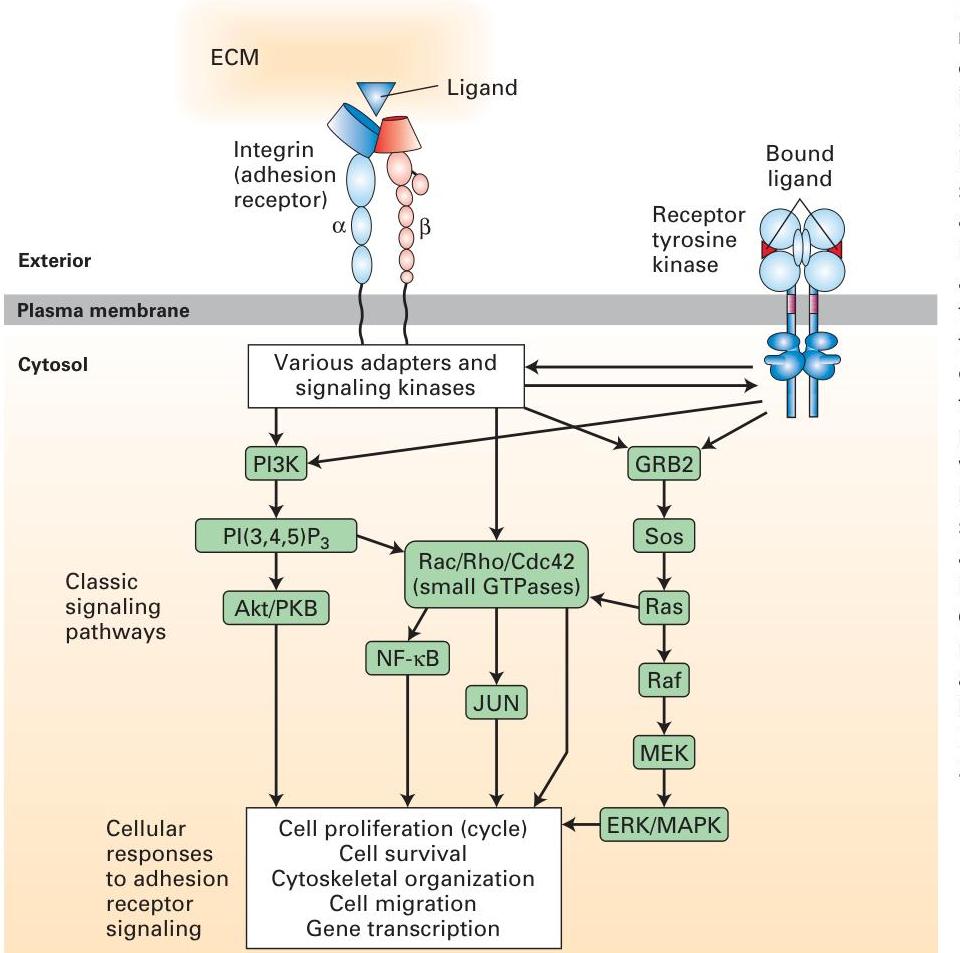 ECM
Ligand
Integrin
(adhesion
receptor)
α
β
Bound
ligand
Receptor
tyrosine
kinase
Exterior
Plasma membrane
Cytosol
Various adapters and
signaling kinases
PI3K
GRB2
PI(3,4,5)P₃
Sos
Rac/Rho/Cdc42
(small GTPases)
Classic
signaling
pathways
Akt/PKB
Ras
NF-κB
Raf
JUN
MEK
ERK/MAPK
Cellular
responses
to adhesion
receptor
signaling
Cell proliferation (cycle)
Cell survival
Cytoskeletal organization
Cell migration
Gene transcription